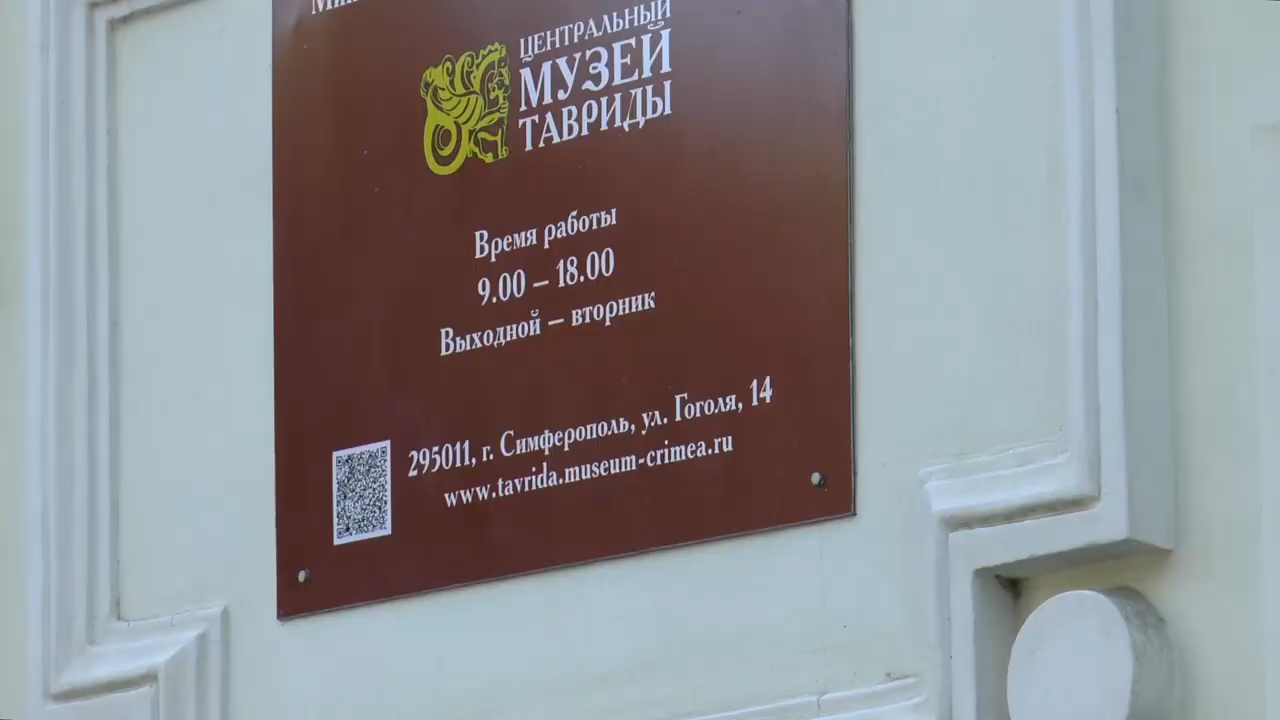 ЦЕНТРАЛЬНЫЙ
МУЗЕЙ
ТАВРИДЫ
Время работы
9.00 – 18.00
Выходной – вторник
295011, г. Симферополь, ул. Гоголя, 14
www.tavrida.museum-crimea.ru